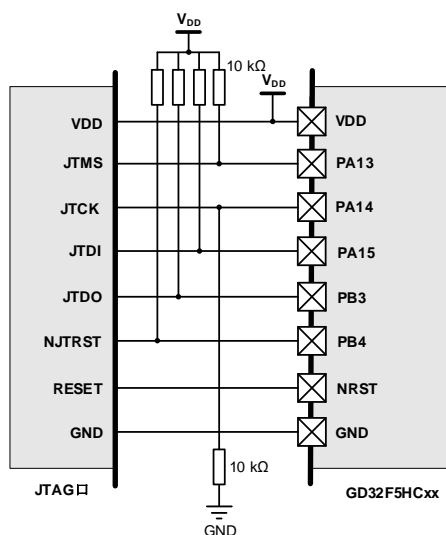 VDD
10 kΩ
VDD
VDD VDD
JTMS PA13
JTCK PA14
JTDI PA15
JTDO PB3
NJTRST PB4
RESET NRST
GND GND
10 kΩ
JTAG口 GD32F5HCxx
GND